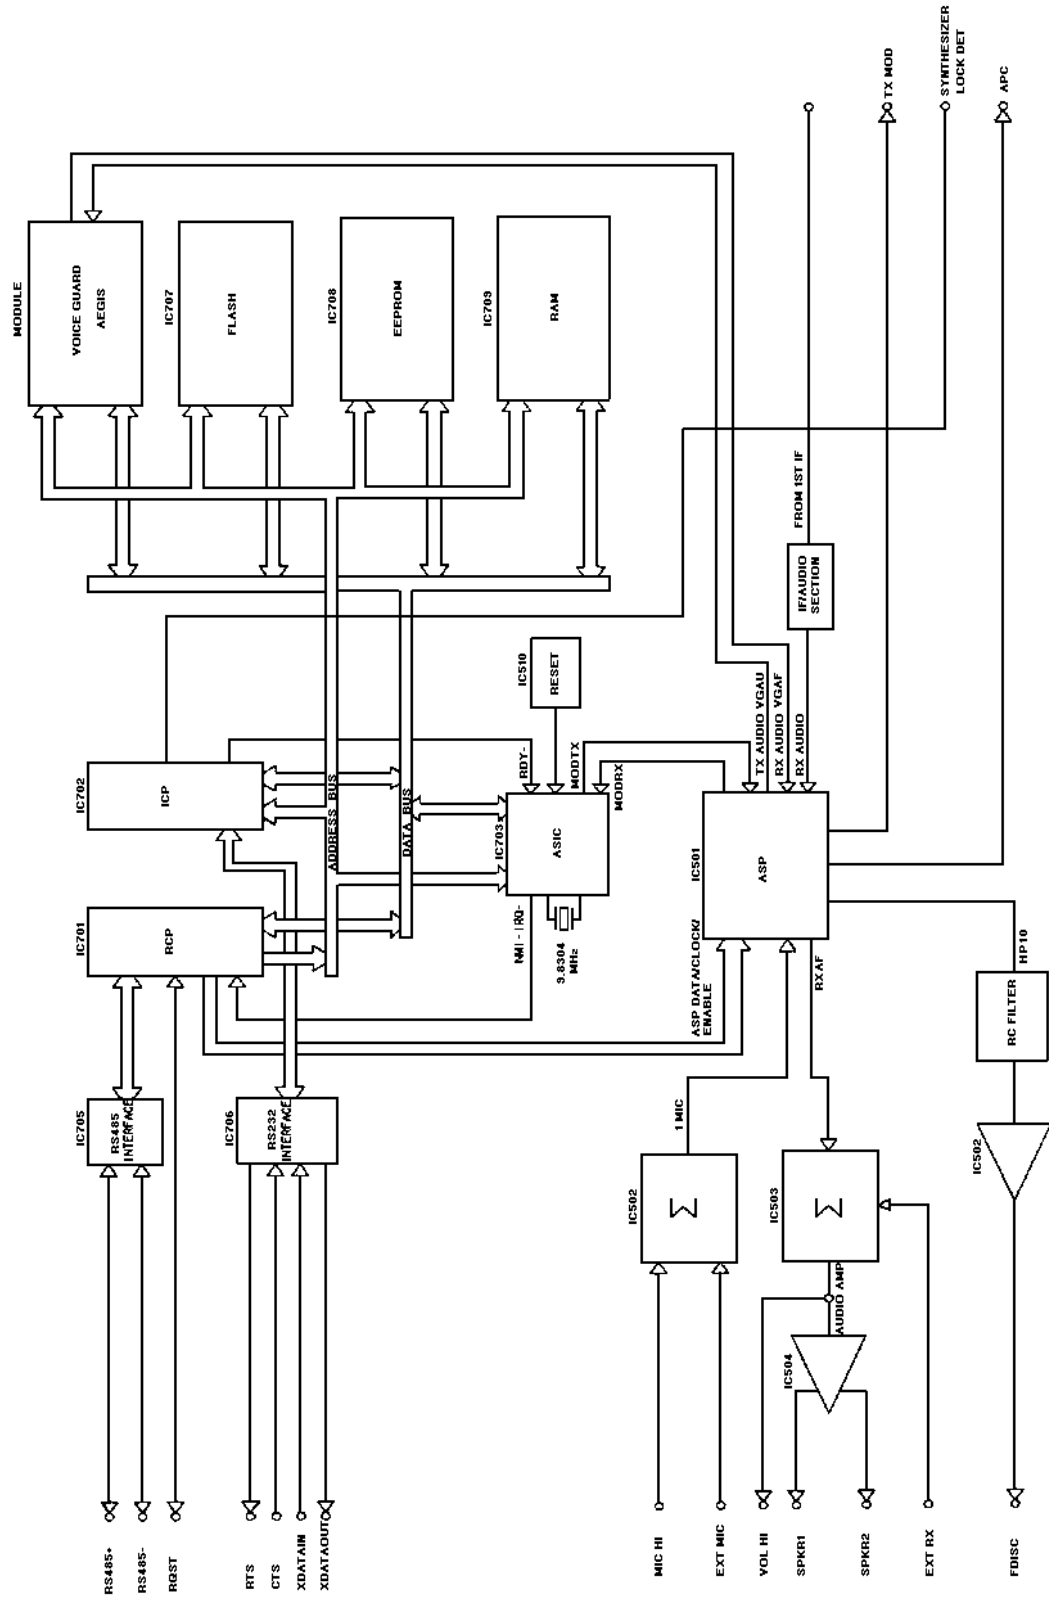 MODULE
VOICE GUARD
AEGIS
IC707
FLASH
IC708
EEPROM
IC709
RAM
TX MOD
SYNTHESIZER
LOCK DET
APC
FROM 1ST IF
IF/AUDIO
SECTION
IC702
ICP
IC701
RCP
ADDRESS BUS
DATA BUS
IC510
RESET
RDY-
MODTX
MODRX
IC703
ASIC
NMI- IRQ-
9.8304
MHz
TX AUDIO VGAU
RX AUDIO VGAF
RX AUDIO
IC501
ASP
ASP DATA/CLOCK/
ENABLE
RXAF
HP10
RC FILTER
IC502
IC705
RS485
INTERFACE
IC706
RS232
INTERFACE
1 MIC
IC502
Σ
IC503
Σ
AUDIO AMP
IC504
RS485+
RS485-
RQST
RTS
CTS
XDATAIN
XDATAOUT
MIC HI
EXT MIC
VOL HI
SPKR1
SPKR2
EXT RX
FDISC